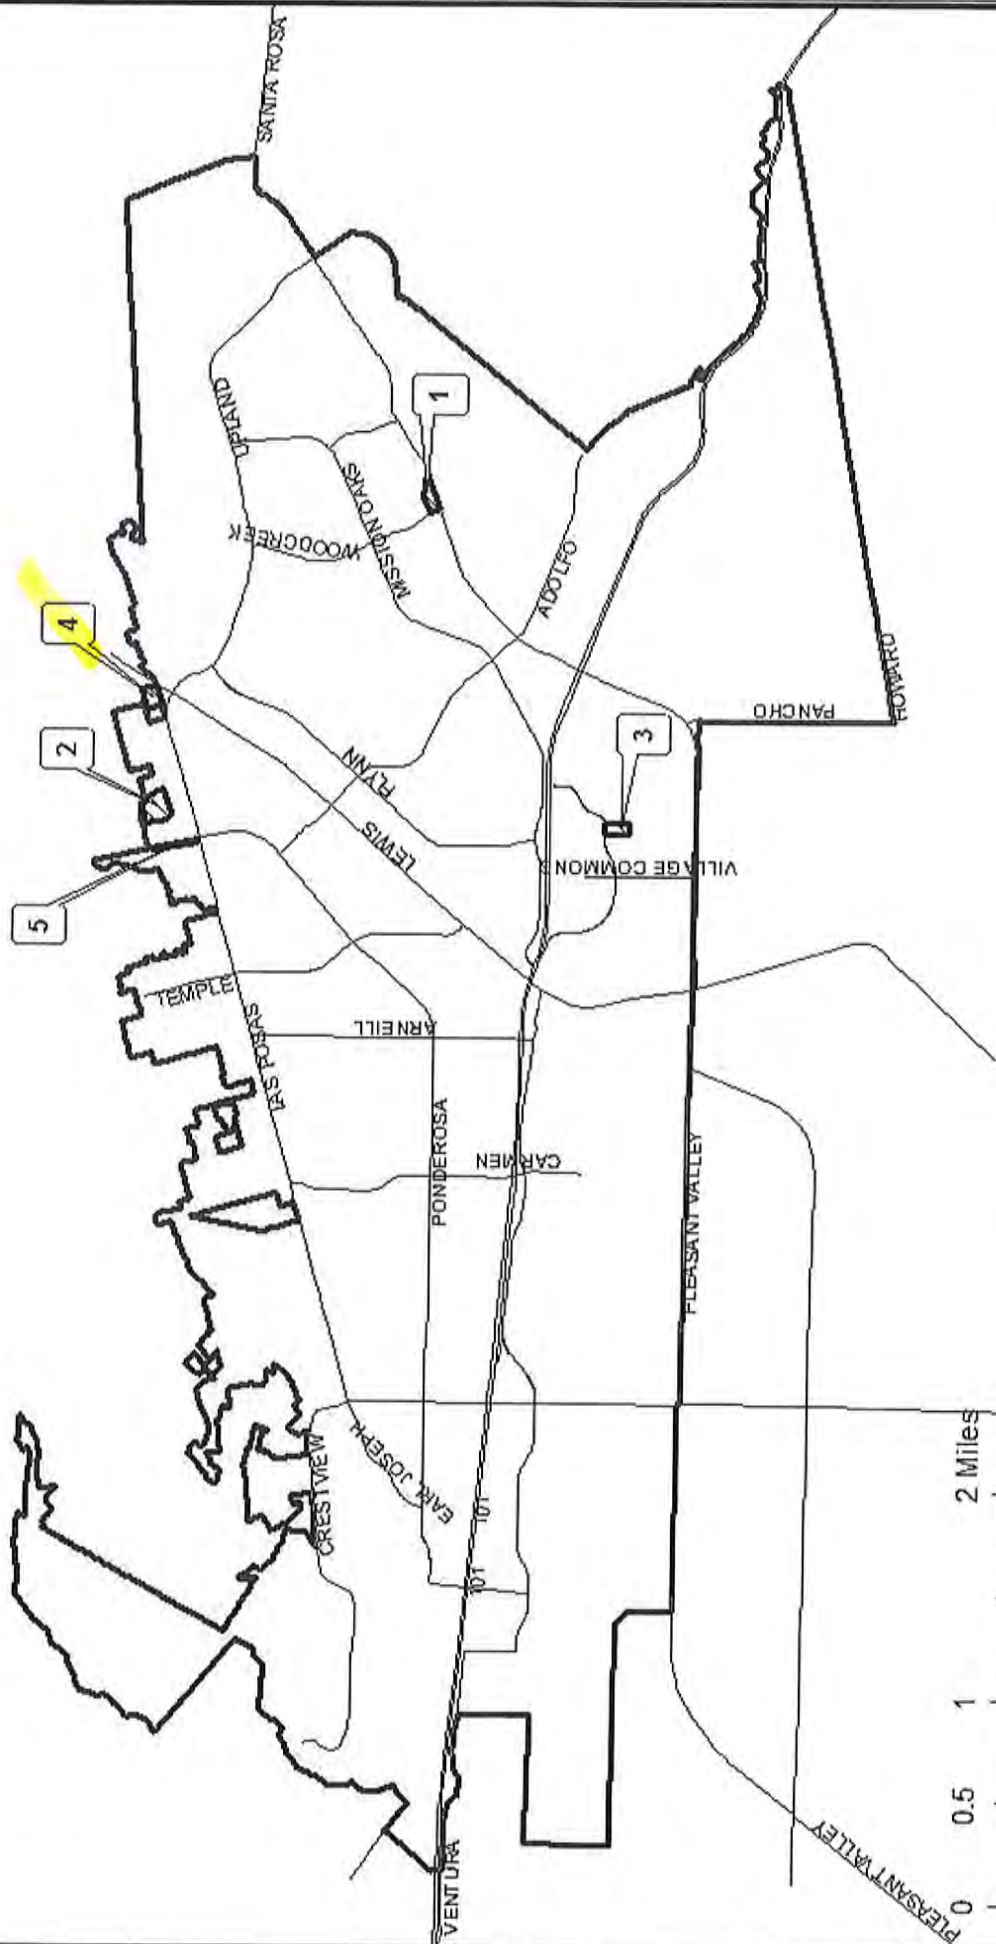 SANTA ROSA
UPLAND
1
MISSION OAKS
WOODCREEK
ADOLFO
4
HOWARD
PANCHO
2
3
FLYNN
LEWIS
VILLAGE COMMONS
5
TEMPLE
ARNEILL
LAS POSAS
PONDEROSA
CARMEN
PLEASANT VALLEY
CRESTVIEW
EARL JOSEPH
101
101
VENTURA
PLEASANT VALLEY
0 0.5 1 2 Miles